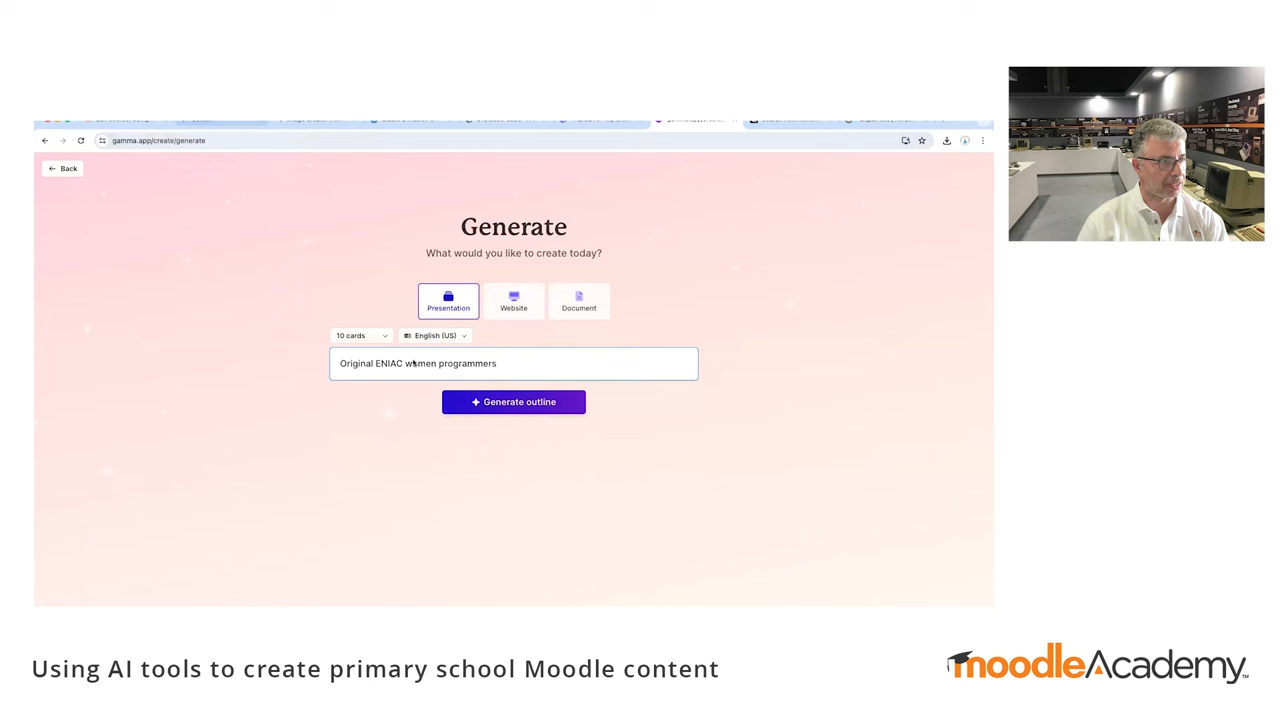 gamma.app/create/generate
Back
Generate
What would you like to create today?
Presentation
Website
Document
10 cards
English (US)
Original ENIAC women programmers
Generate outline
Using AI tools to create primary school Moodle content
moodleAcademy™